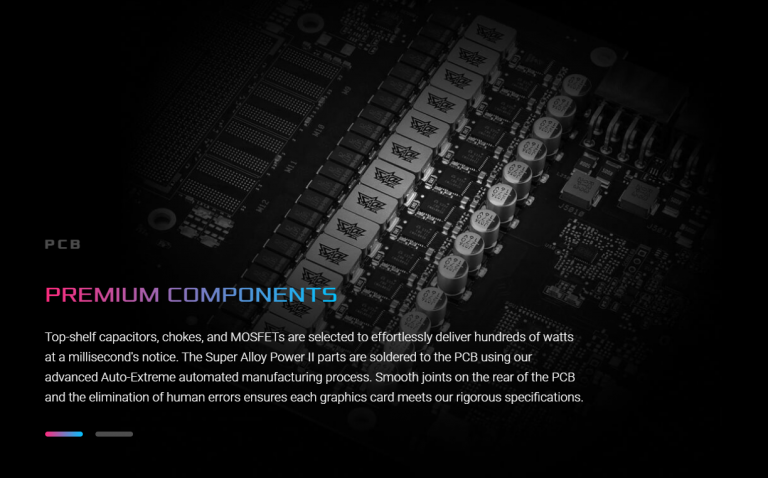 PCB
PREMIUM COMPONENTS
Top-shelf capacitors, chokes, and MOSFETs are selected to effortlessly deliver hundreds of watts
at a millisecond's notice. The Super Alloy Power II parts are soldered to the PCB using our
advanced Auto-Extreme automated manufacturing process. Smooth joints on the rear of the PCB
and the elimination of human errors ensures each graphics card meets our rigorous specifications.